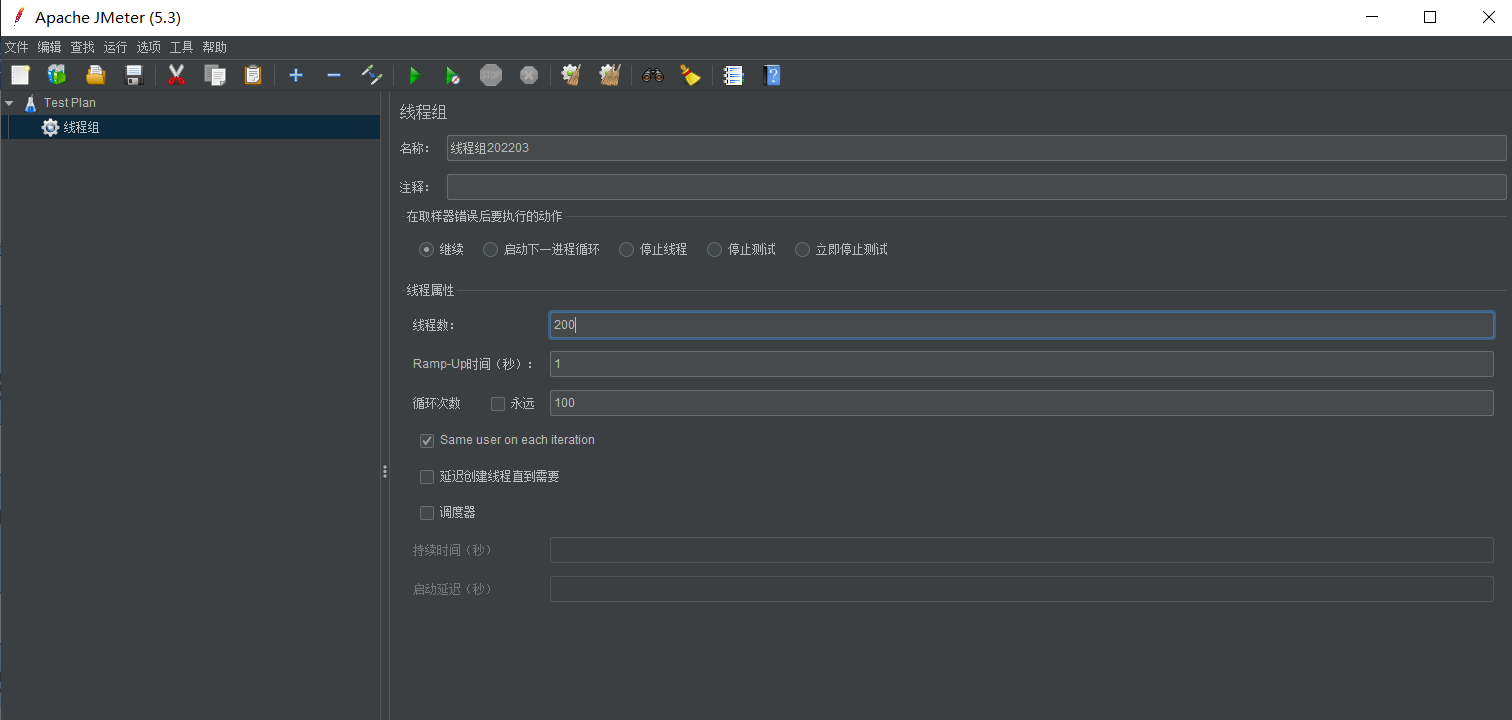 Apache JMeter (5.3)
文件 编辑 查找 运行 选项 工具 帮助
STOP
Test Plan
线程组
线程组
名称： 线程组202203
注释：
在取样器错误后要执行的动作
继续 启动下一进程循环 停止线程 停止测试 立即停止测试
线程属性
线程数： 200
Ramp-Up时间（秒）： 1
循环次数 永远 100
Same user on each iteration
延迟创建线程直到需要
调度器
持续时间（秒）
启动延迟（秒）